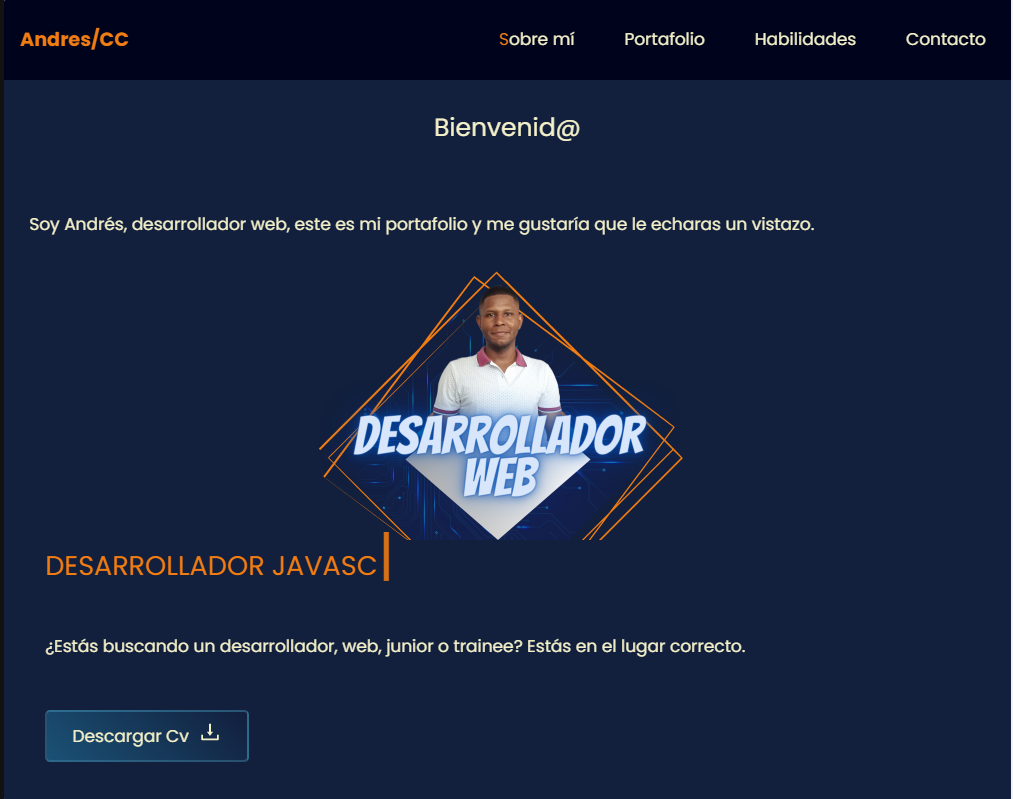 Andres/CC
Sobre mí Portafolio Habilidades Contacto
Bienvenid@
Soy Andrés, desarrollador web, este es mi portafolio y me gustaría que le echaras un vistazo.
DESARROLLADOR
WEB
DESARROLLADOR JAVASC
¿Estás buscando un desarrollador, web, junior o trainee? Estás en el lugar correcto.
Descargar Cv